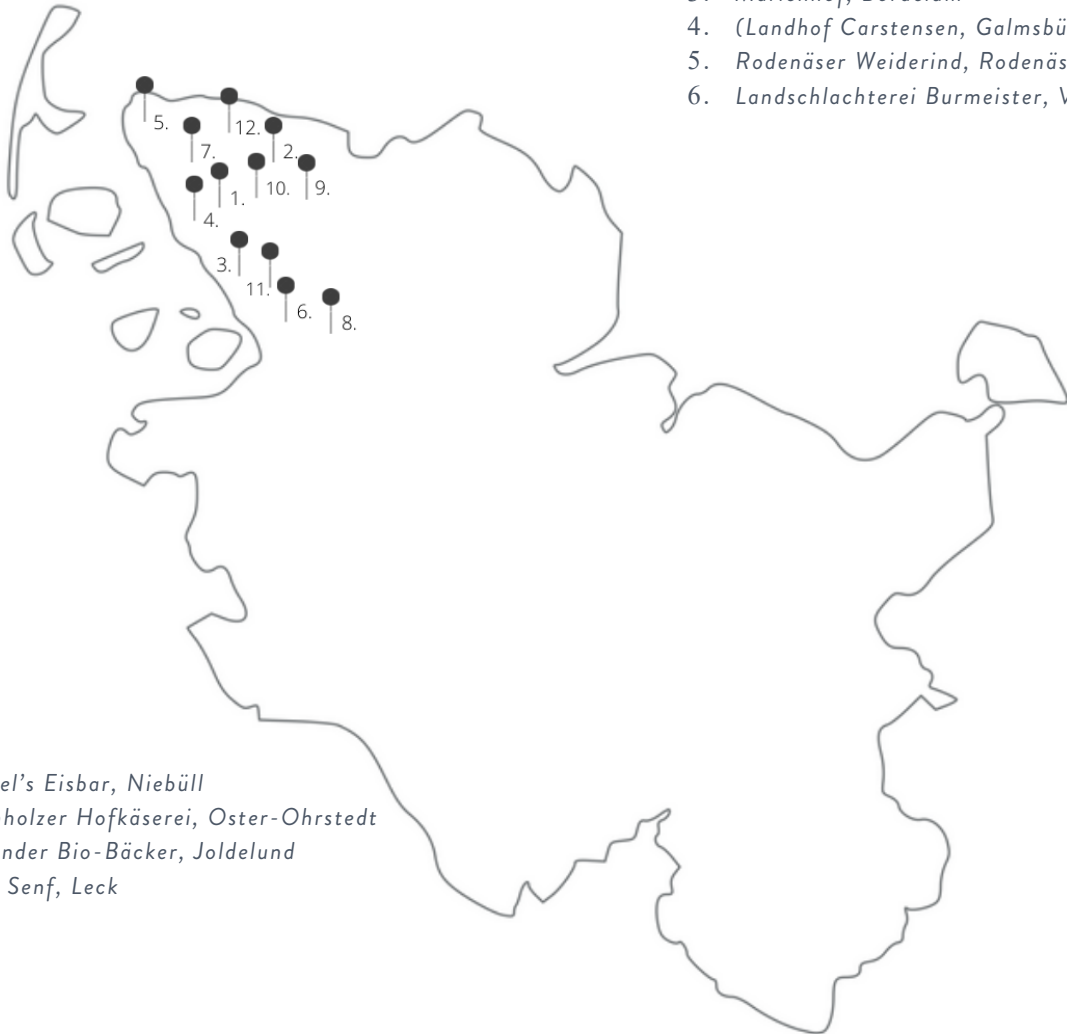 4. (Landhof Carstensen, Galmsbü
5. Rodenäser Weiderind, Rodenäs
6. Landschlachterei Burmeister, V
5.
12.
7.
2.
10.
9.
1.
4.
3.
11.
6.
8.
el's Eisbar, Niebüll
holzer Hofkäserei, Oster-Ohrstedt
nder Bio-Bäcker, Joldelund
Senf, Leck